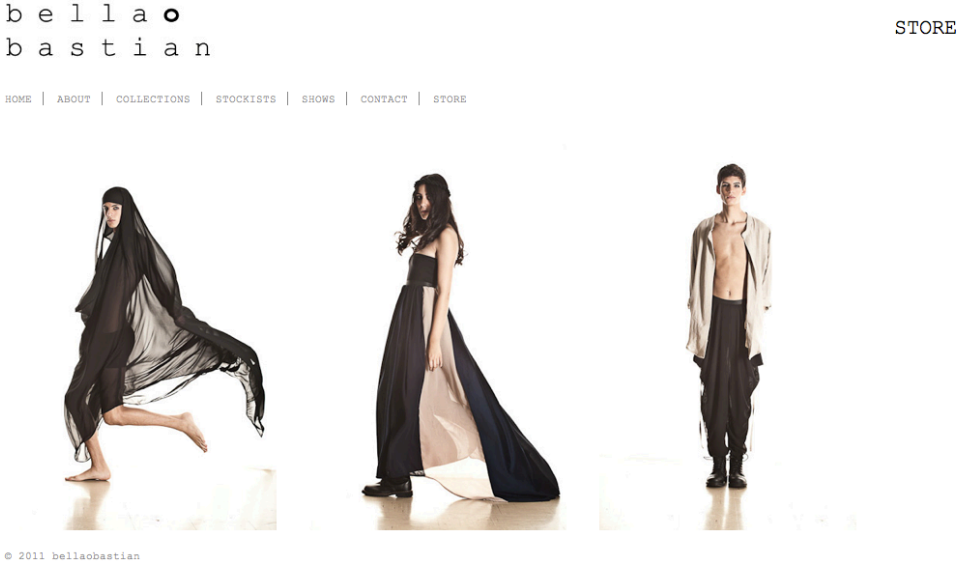 b e l l a o
b a s t i a n
STORE
HOME | ABOUT | COLLECTIONS | STOCKISTS | SHOWS | CONTACT | STORE
© 2011 bellaobastian